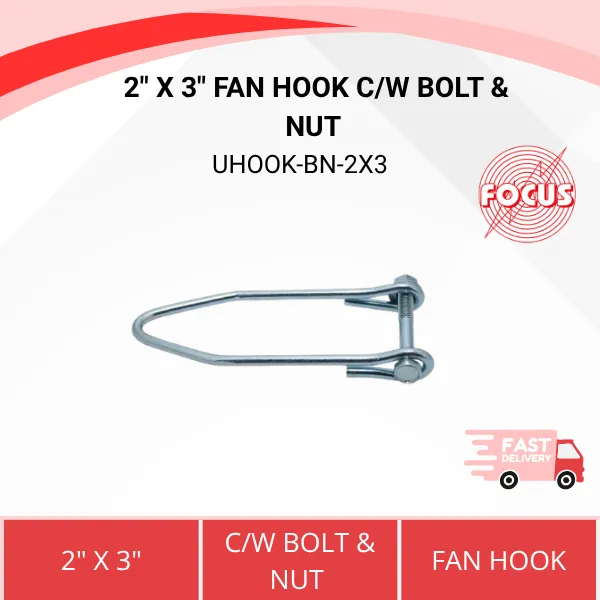 2" X 3" FAN HOOK C/W BOLT &
NUT
UHOOK-BN-2X3
FOCUS
FAST
DELIVERY
2" X 3"
C/W BOLT &
NUT
FAN HOOK